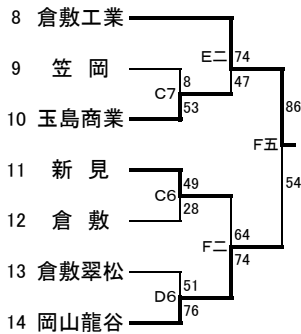 8 倉敷工業
E二 74
9 笠岡
8
47
C7
86
10 玉島商業
53
F五
11 新見
49
54
C6
12 倉敷
28
64
F二
74
13 倉敷翠松
51
D6
14 岡山龍谷
76